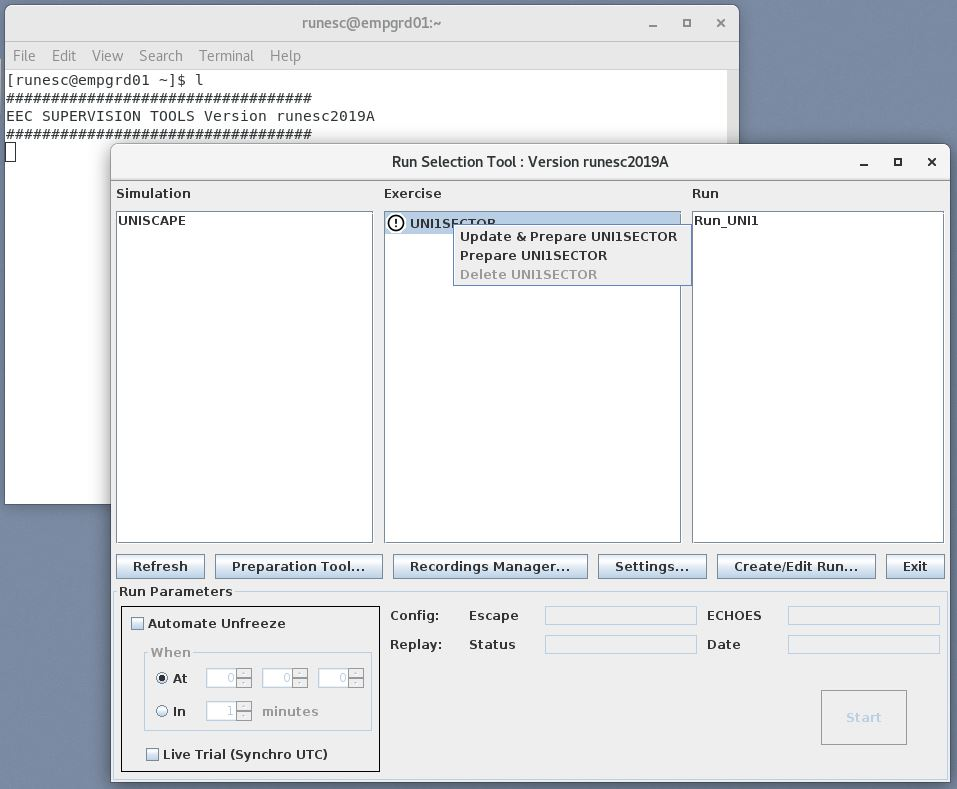 runesc@empgrd01:~
File Edit View Search Terminal Help
[runesc@empgrd01 ~]$ l
##################################
EEC SUPERVISION TOOLS Version runesc2019A
##################################
Run Selection Tool : Version runesc2019A
Simulation Exercise Run
UNISCAPE
UNI1SECTOR
Run_UNI1
Update & Prepare UNI1SECTOR
Prepare UNI1SECTOR
Delete UNI1SECTOR
Refresh Preparation Tool... Recordings Manager... Settings... Create/Edit Run... Exit
Run Parameters
Automate Unfreeze
When
At 0 0 0
In 1 minutes
Live Trial (Synchro UTC)
Config: Escape ECHOES
Replay: Status Date
Start